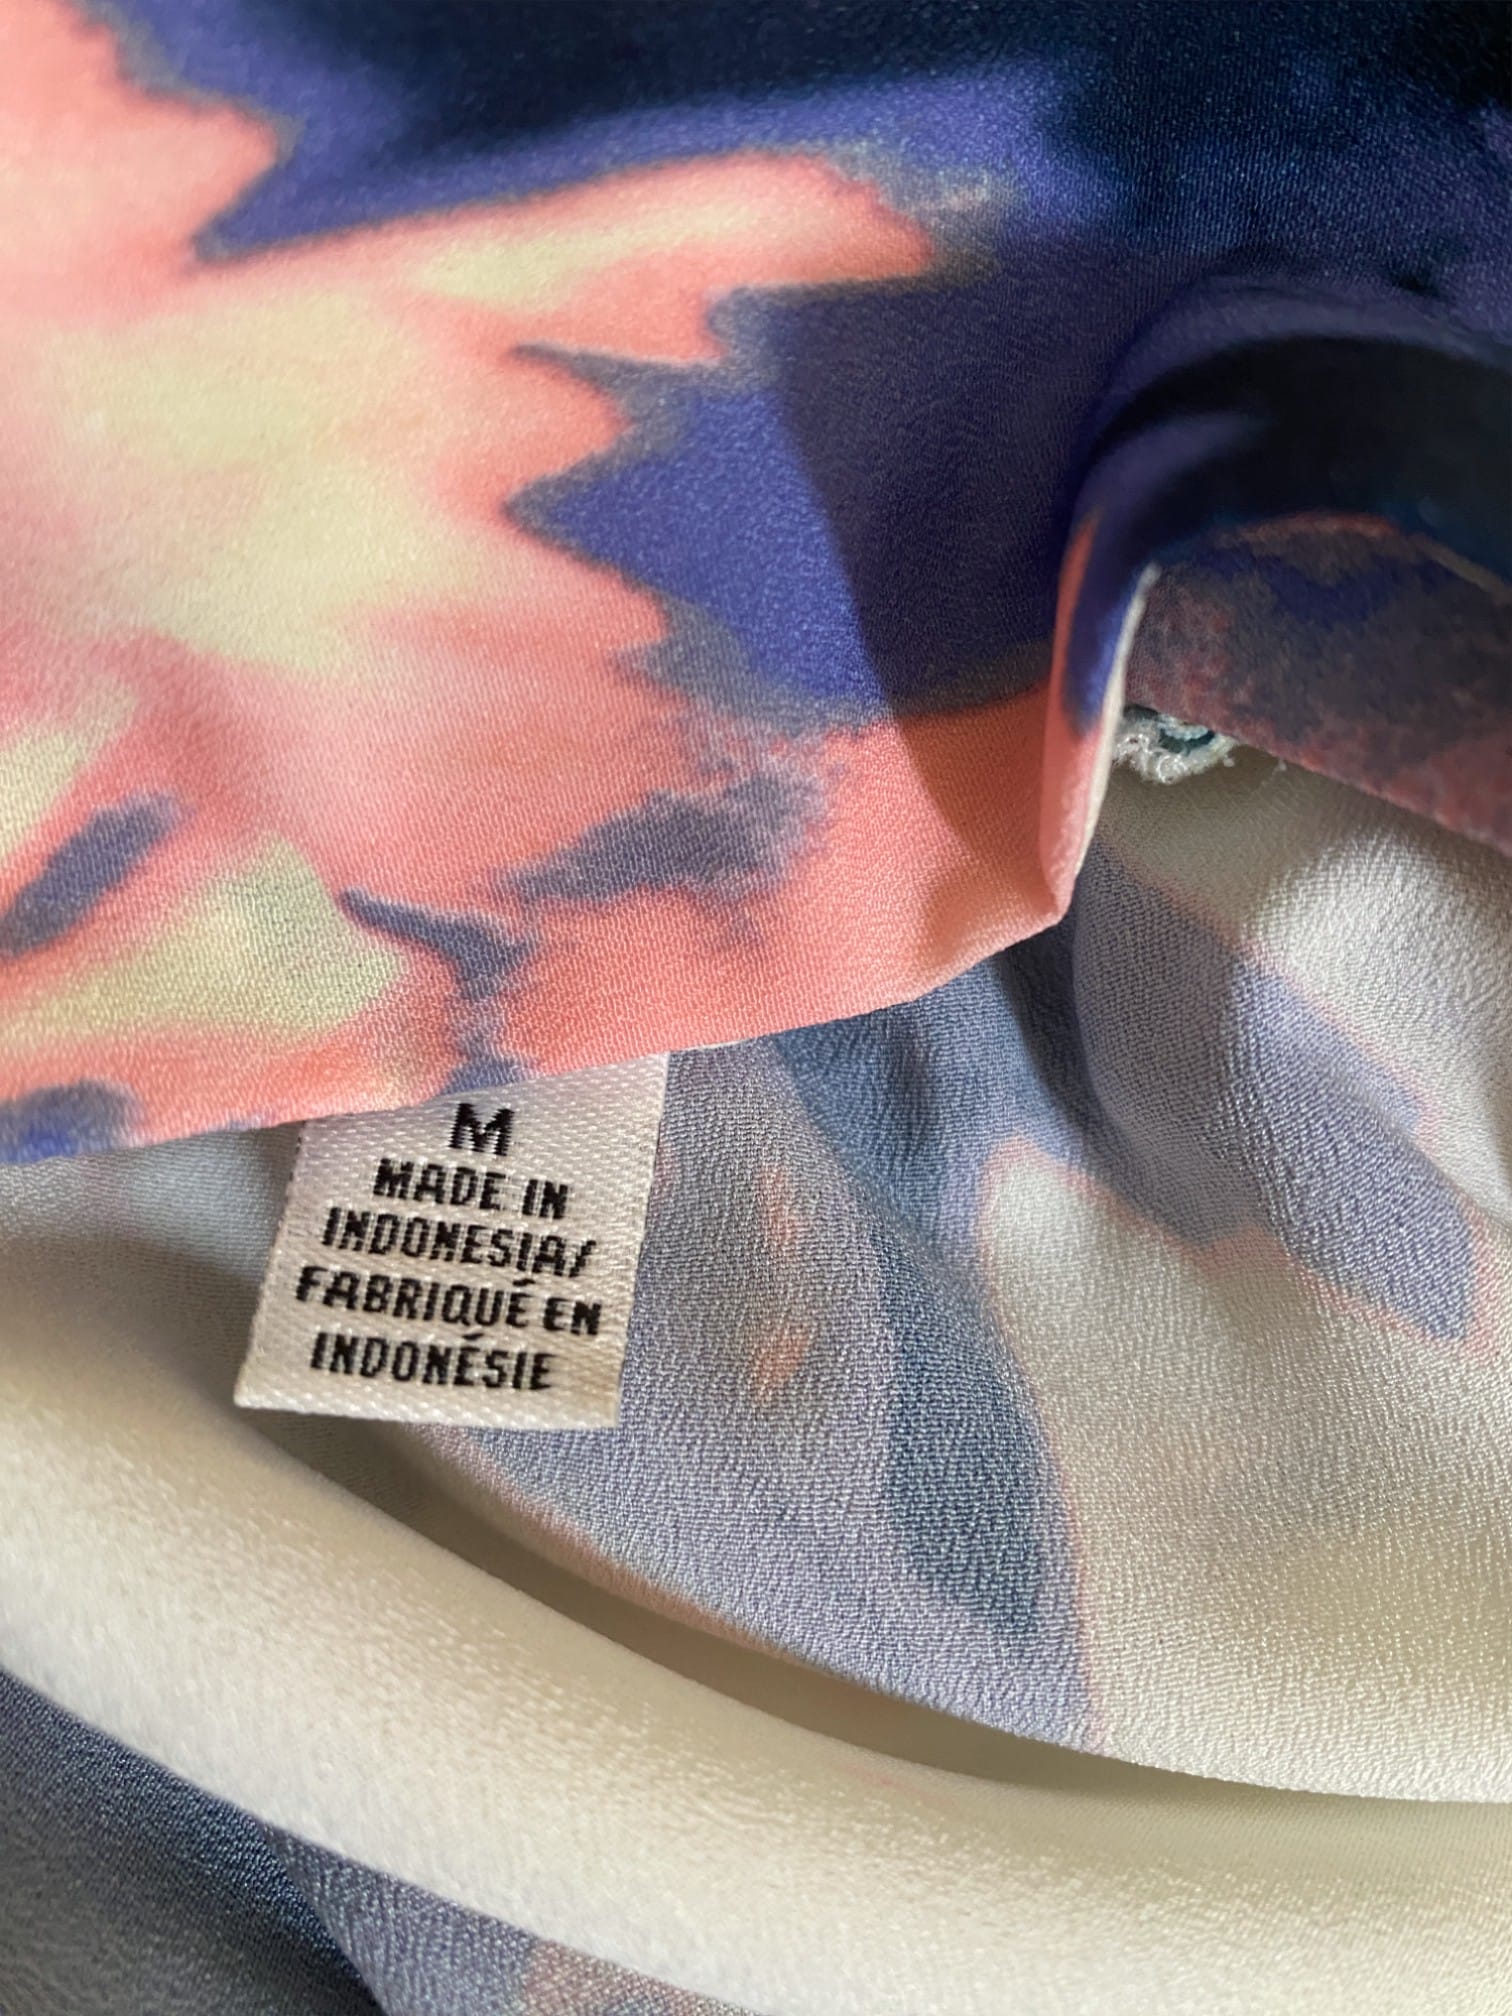 M
MADE IN
INDONESIA/
FABRIQUÉ EN
INDONÉSIE